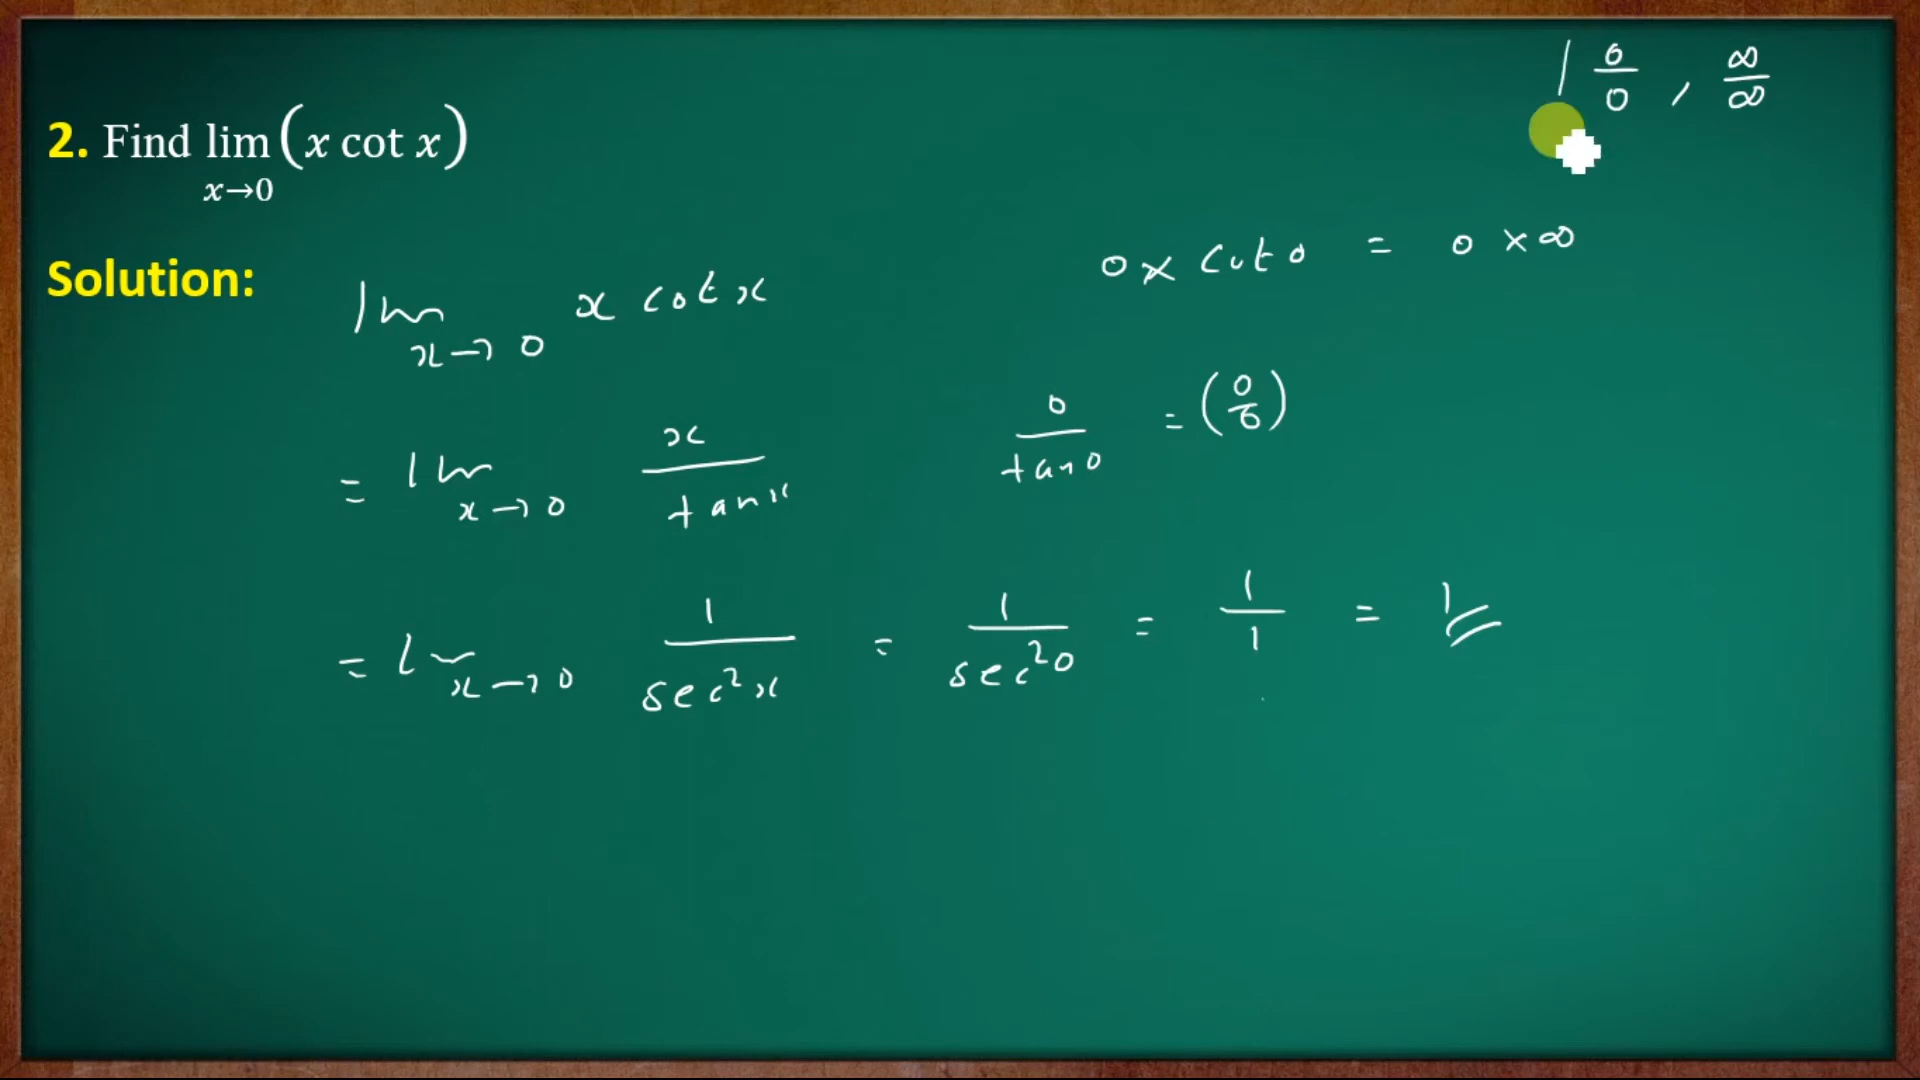 0/0 , ∞/∞
2. Find lim x→0 (x cot x)
Solution:
lim x→0 x cot x
0 × cot 0 = 0 × ∞
= lim x→0 x/tan x
0/tan 0 = (0/0)
= lim x→0 1/sec²x = 1/sec²0 = 1/1 = 1